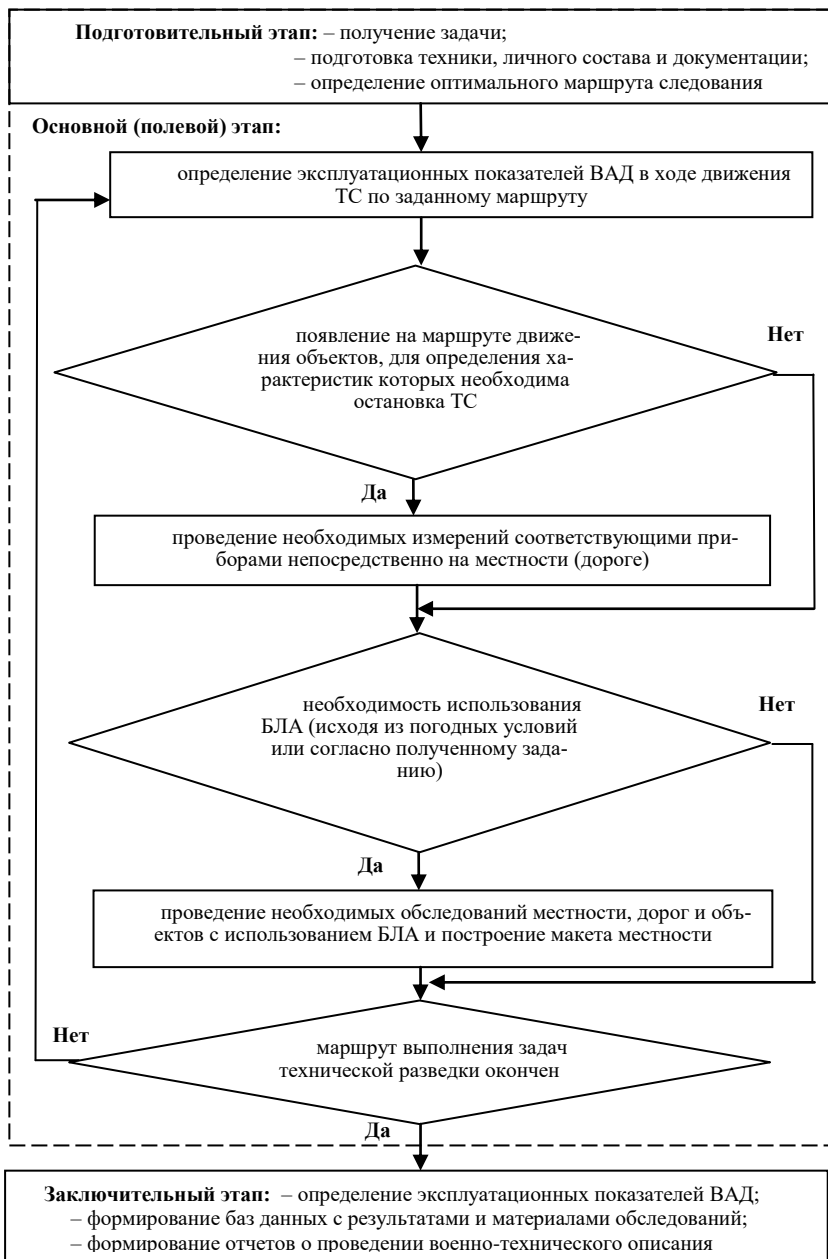 Подготовительный этап: – получение задачи;
– подготовка техники, личного состава и документации;
– определение оптимального маршрута следования
Основной (полевой) этап:
определение эксплуатационных показателей ВАД в ходе движения
ТС по заданному маршруту
появление на маршруте движе-
ния объектов, для определения ха-
рактеристик которых необходима
остановка ТС
Нет
Да
проведение необходимых измерений соответствующими при-
борами непосредственно на местности (дороге)
необходимость использования
БЛА (исходя из погодных условий
или согласно полученному зада-
нию)
Нет
Да
проведение необходимых обследований местности, дорог и объ-
ектов с использованием БЛА и построение макета местности
Нет
маршрут выполнения задач
технической разведки окончен
Да
Заключительный этап: – определение эксплуатационных показателей ВАД;
– формирование баз данных с результатами и материалами обследований;
– формирование отчетов о проведении военно-технического описания